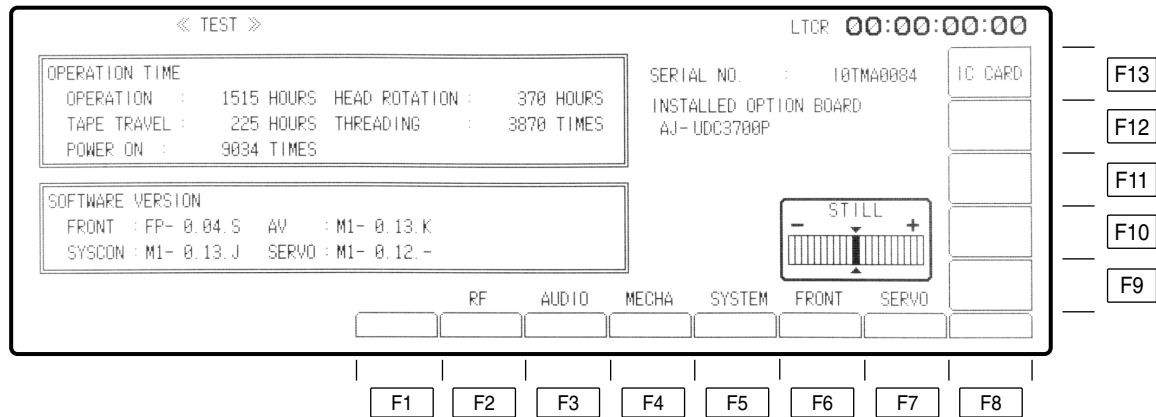 ≪ TEST ≫
LTCR 00:00:00:00
OPERATION TIME
OPERATION : 1515 HOURS HEAD ROTATION : 370 HOURS
TAPE TRAVEL : 225 HOURS THREADING : 3870 TIMES
POWER ON : 9034 TIMES
SERIAL NO. : I0TMA0084
INSTALLED OPTION BOARD
AJ-UDC3700P
IC CARD
F13
F12
F11
F10
F9
SOFTWARE VERSION
FRONT : FP- 0.04.S AV : M1- 0.13.K
SYSCON : M1- 0.13.J SERVO : M1- 0.12.-
STILL
- +
RF AUDIO MECHA SYSTEM FRONT SERVO
F1 F2 F3 F4 F5 F6 F7 F8